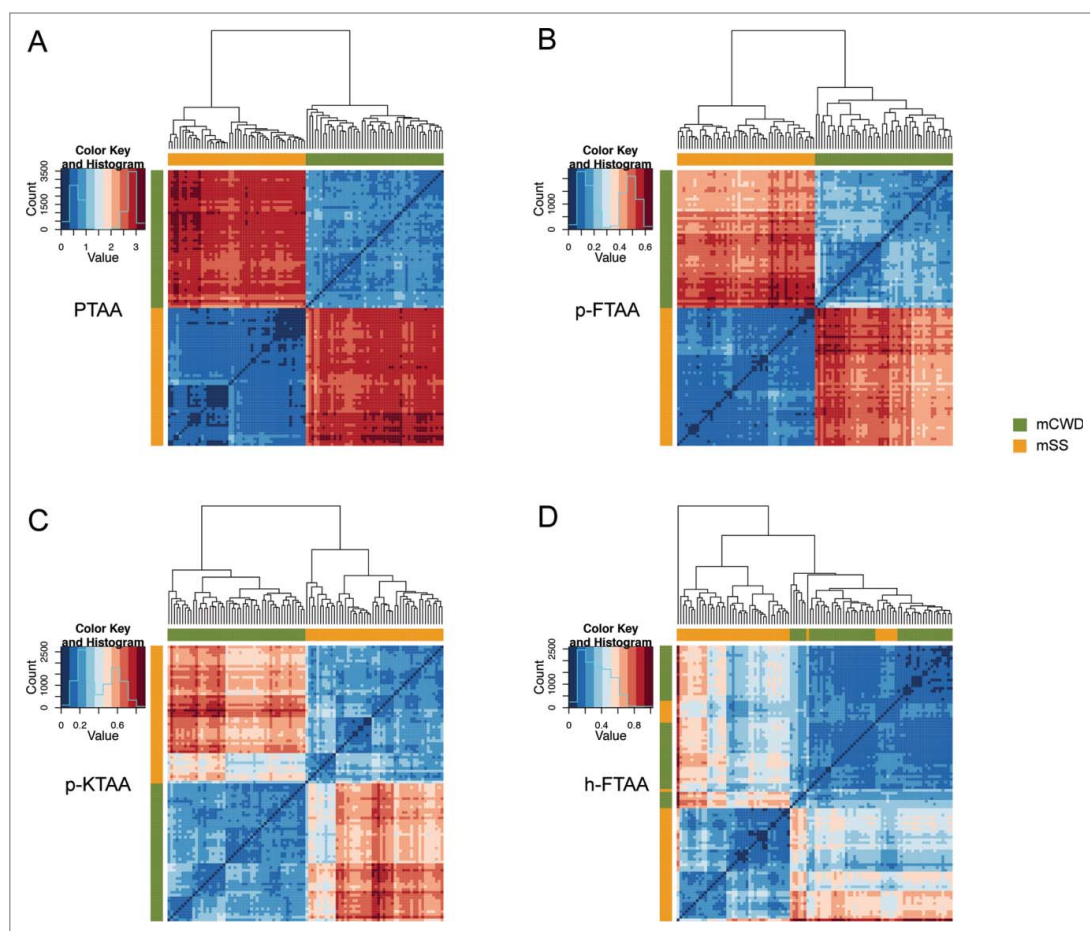 A
Color Key
and Histogram
Count
0 1500 3500
0 1 2 3
Value
PTAA
B
Color Key
and Histogram
Count
0 1000
0 0.2 0.4 0.6
Value
p-FTAA
mCWD
mSS
C
Color Key
and Histogram
Count
0 1000 2500
0 0.2 0.6
Value
p-KTAA
D
Color Key
and Histogram
Count
0 1000 2500
0 0.4 0.8
Value
h-FTAA